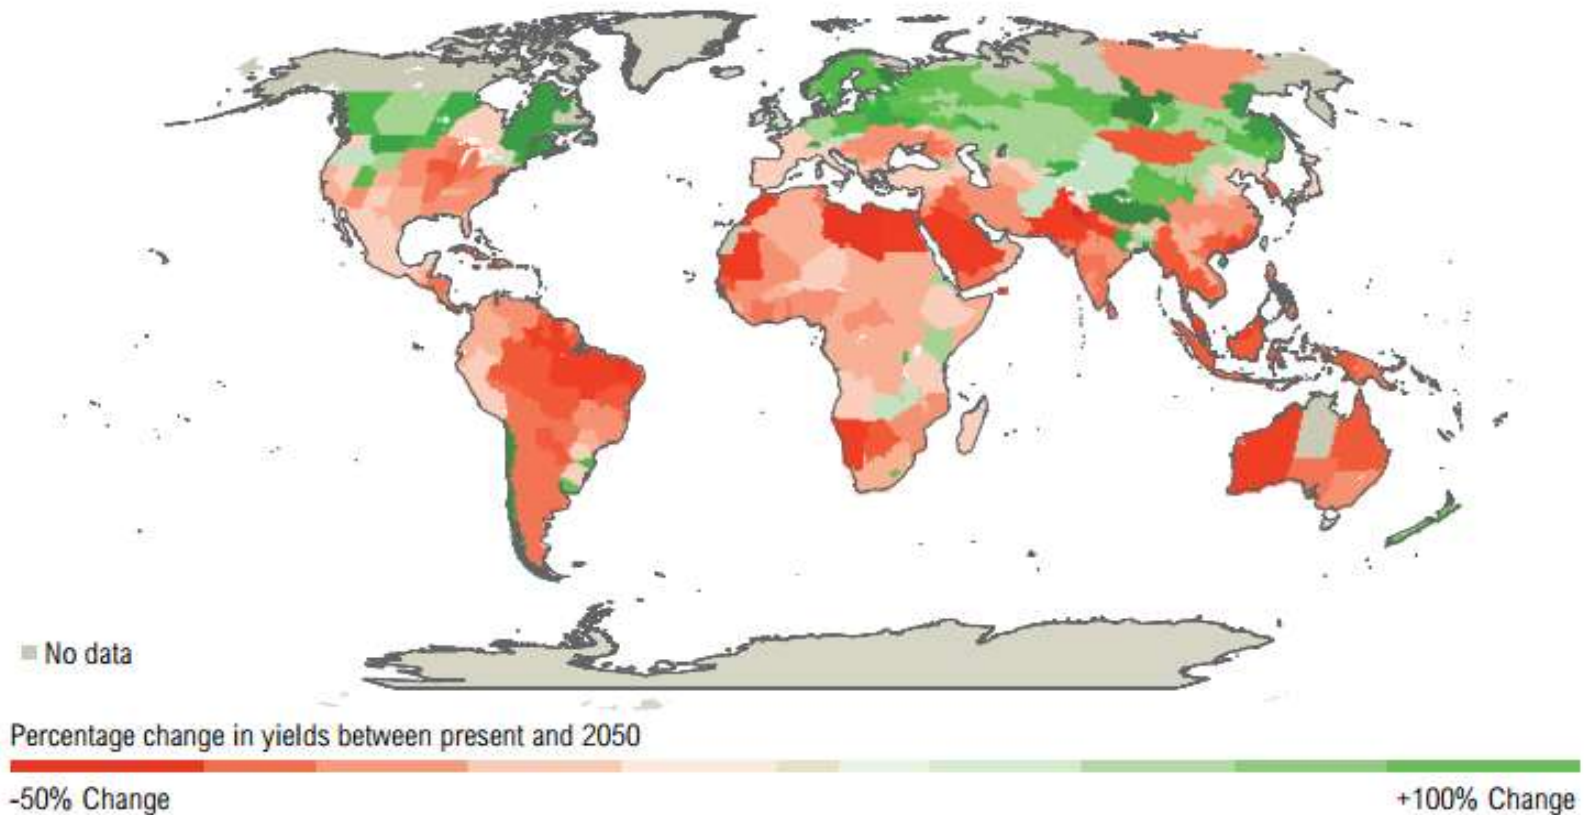 No data
Percentage change in yields between present and 2050
-50% Change
+100% Change